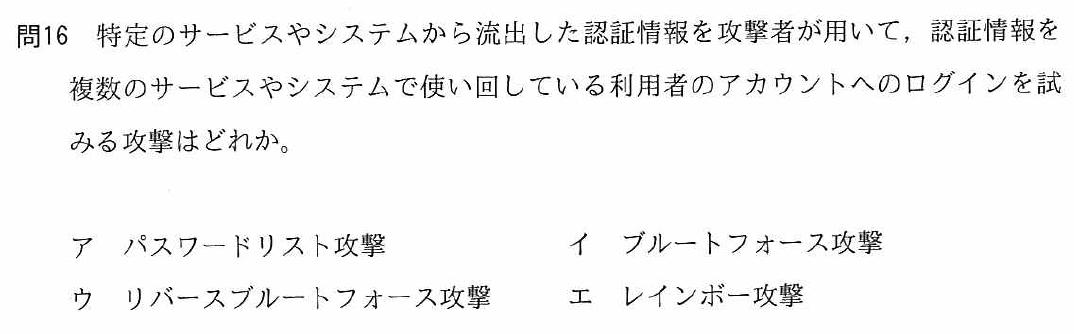 問16 特定のサービスやシステムから流出した認証情報を攻撃者が用いて，認証情報を
複数のサービスやシステムで使い回している利用者のアカウントへのログインを試
みる攻撃はどれか。
ア パスワードリスト攻撃 イ ブルートフォース攻撃
ウ リバースブルートフォース攻撃 エ レインボー攻撃